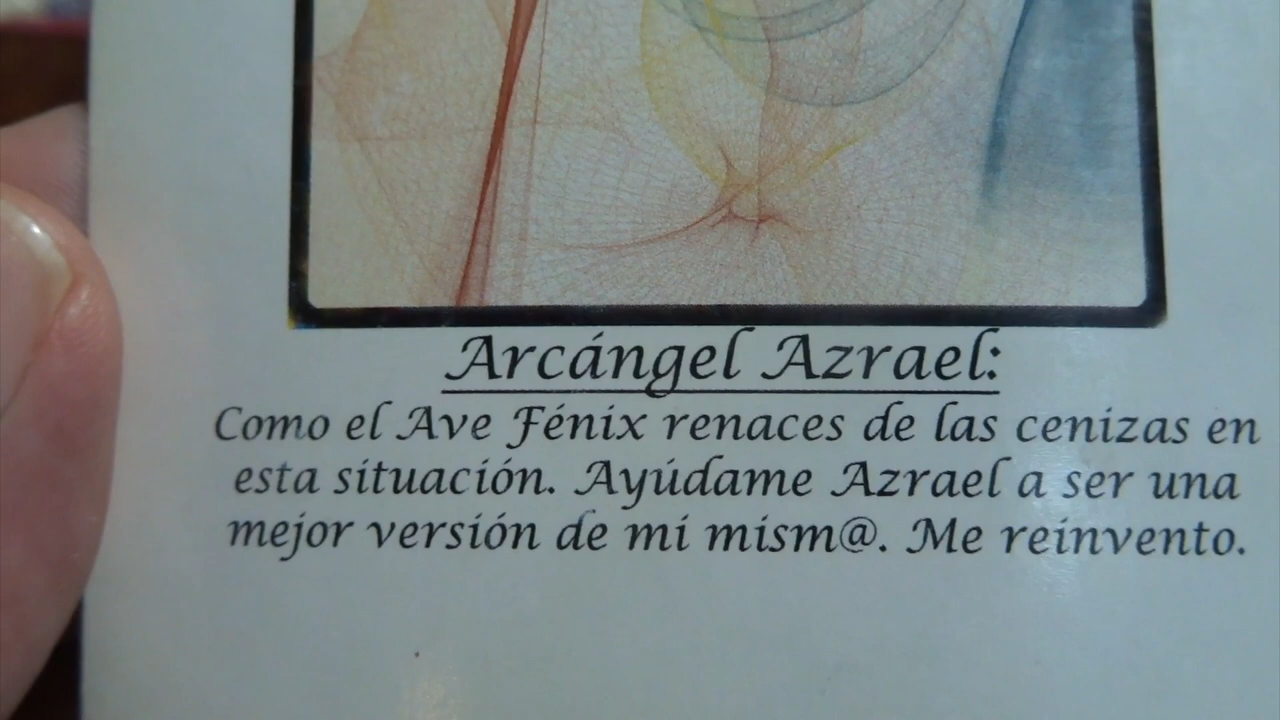 Arcángel Azrael:
Como el Ave Fénix renaces de las cenizas en
esta situación. Ayúdame Azrael a ser una
mejor versión de mi mism@. Me reinvento.